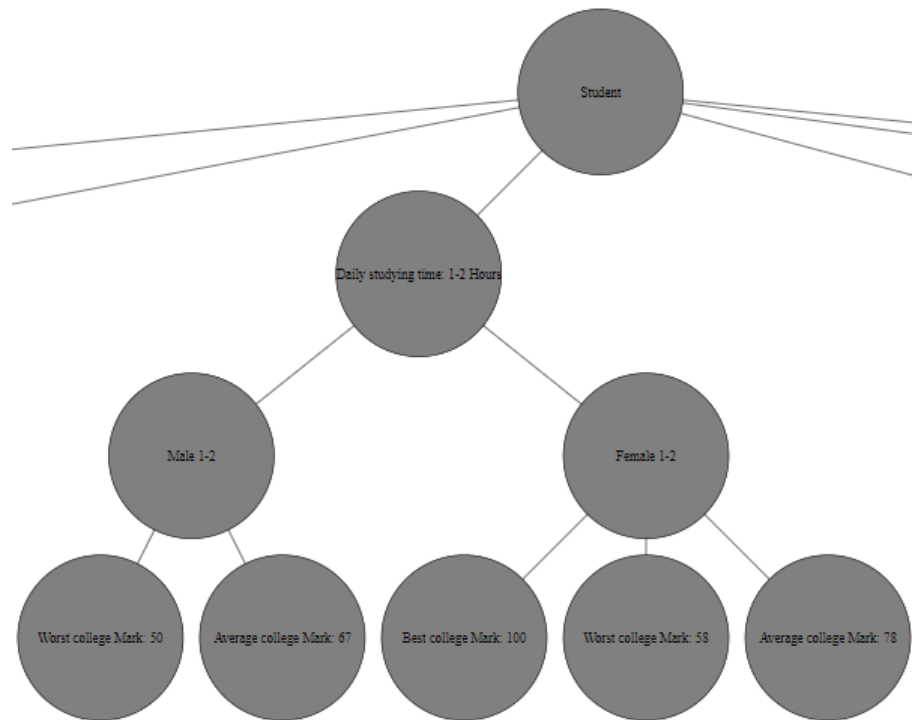 Student
Daily studying time: 1-2 Hours
Male 1-2
Female 1-2
Worst college Mark: 50
Average college Mark: 67
Best college Mark: 100
Worst college Mark: 58
Average college Mark: 78